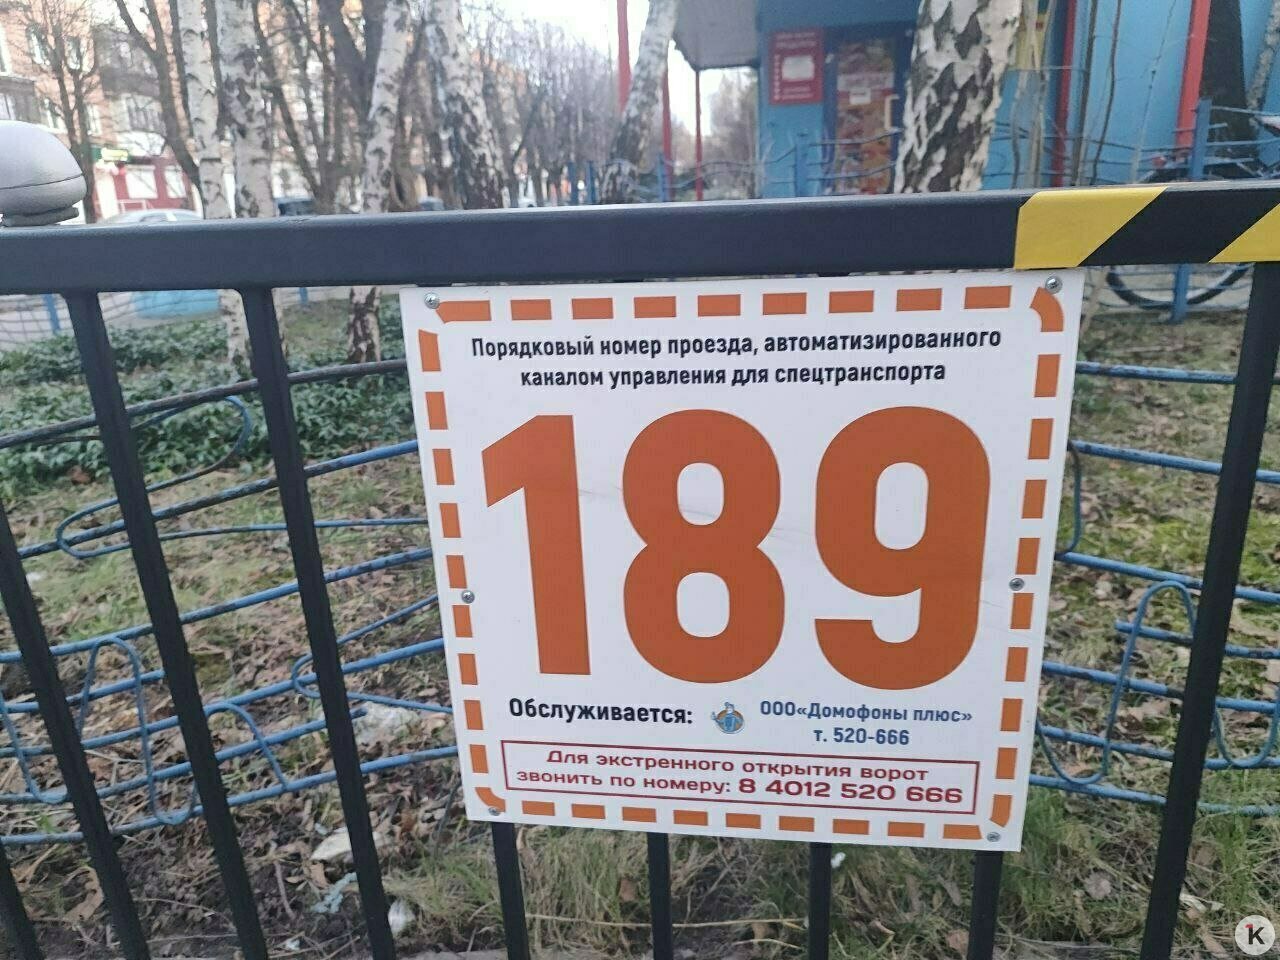 Порядковый номер проезда, автоматизированного
каналом управления для спецтранспорта
189
Обслуживается:
ООО«Домофоны плюс»
т. 520-666
Для экстренного открытия ворот
звонить по номеру: 8 4012 520 666
K